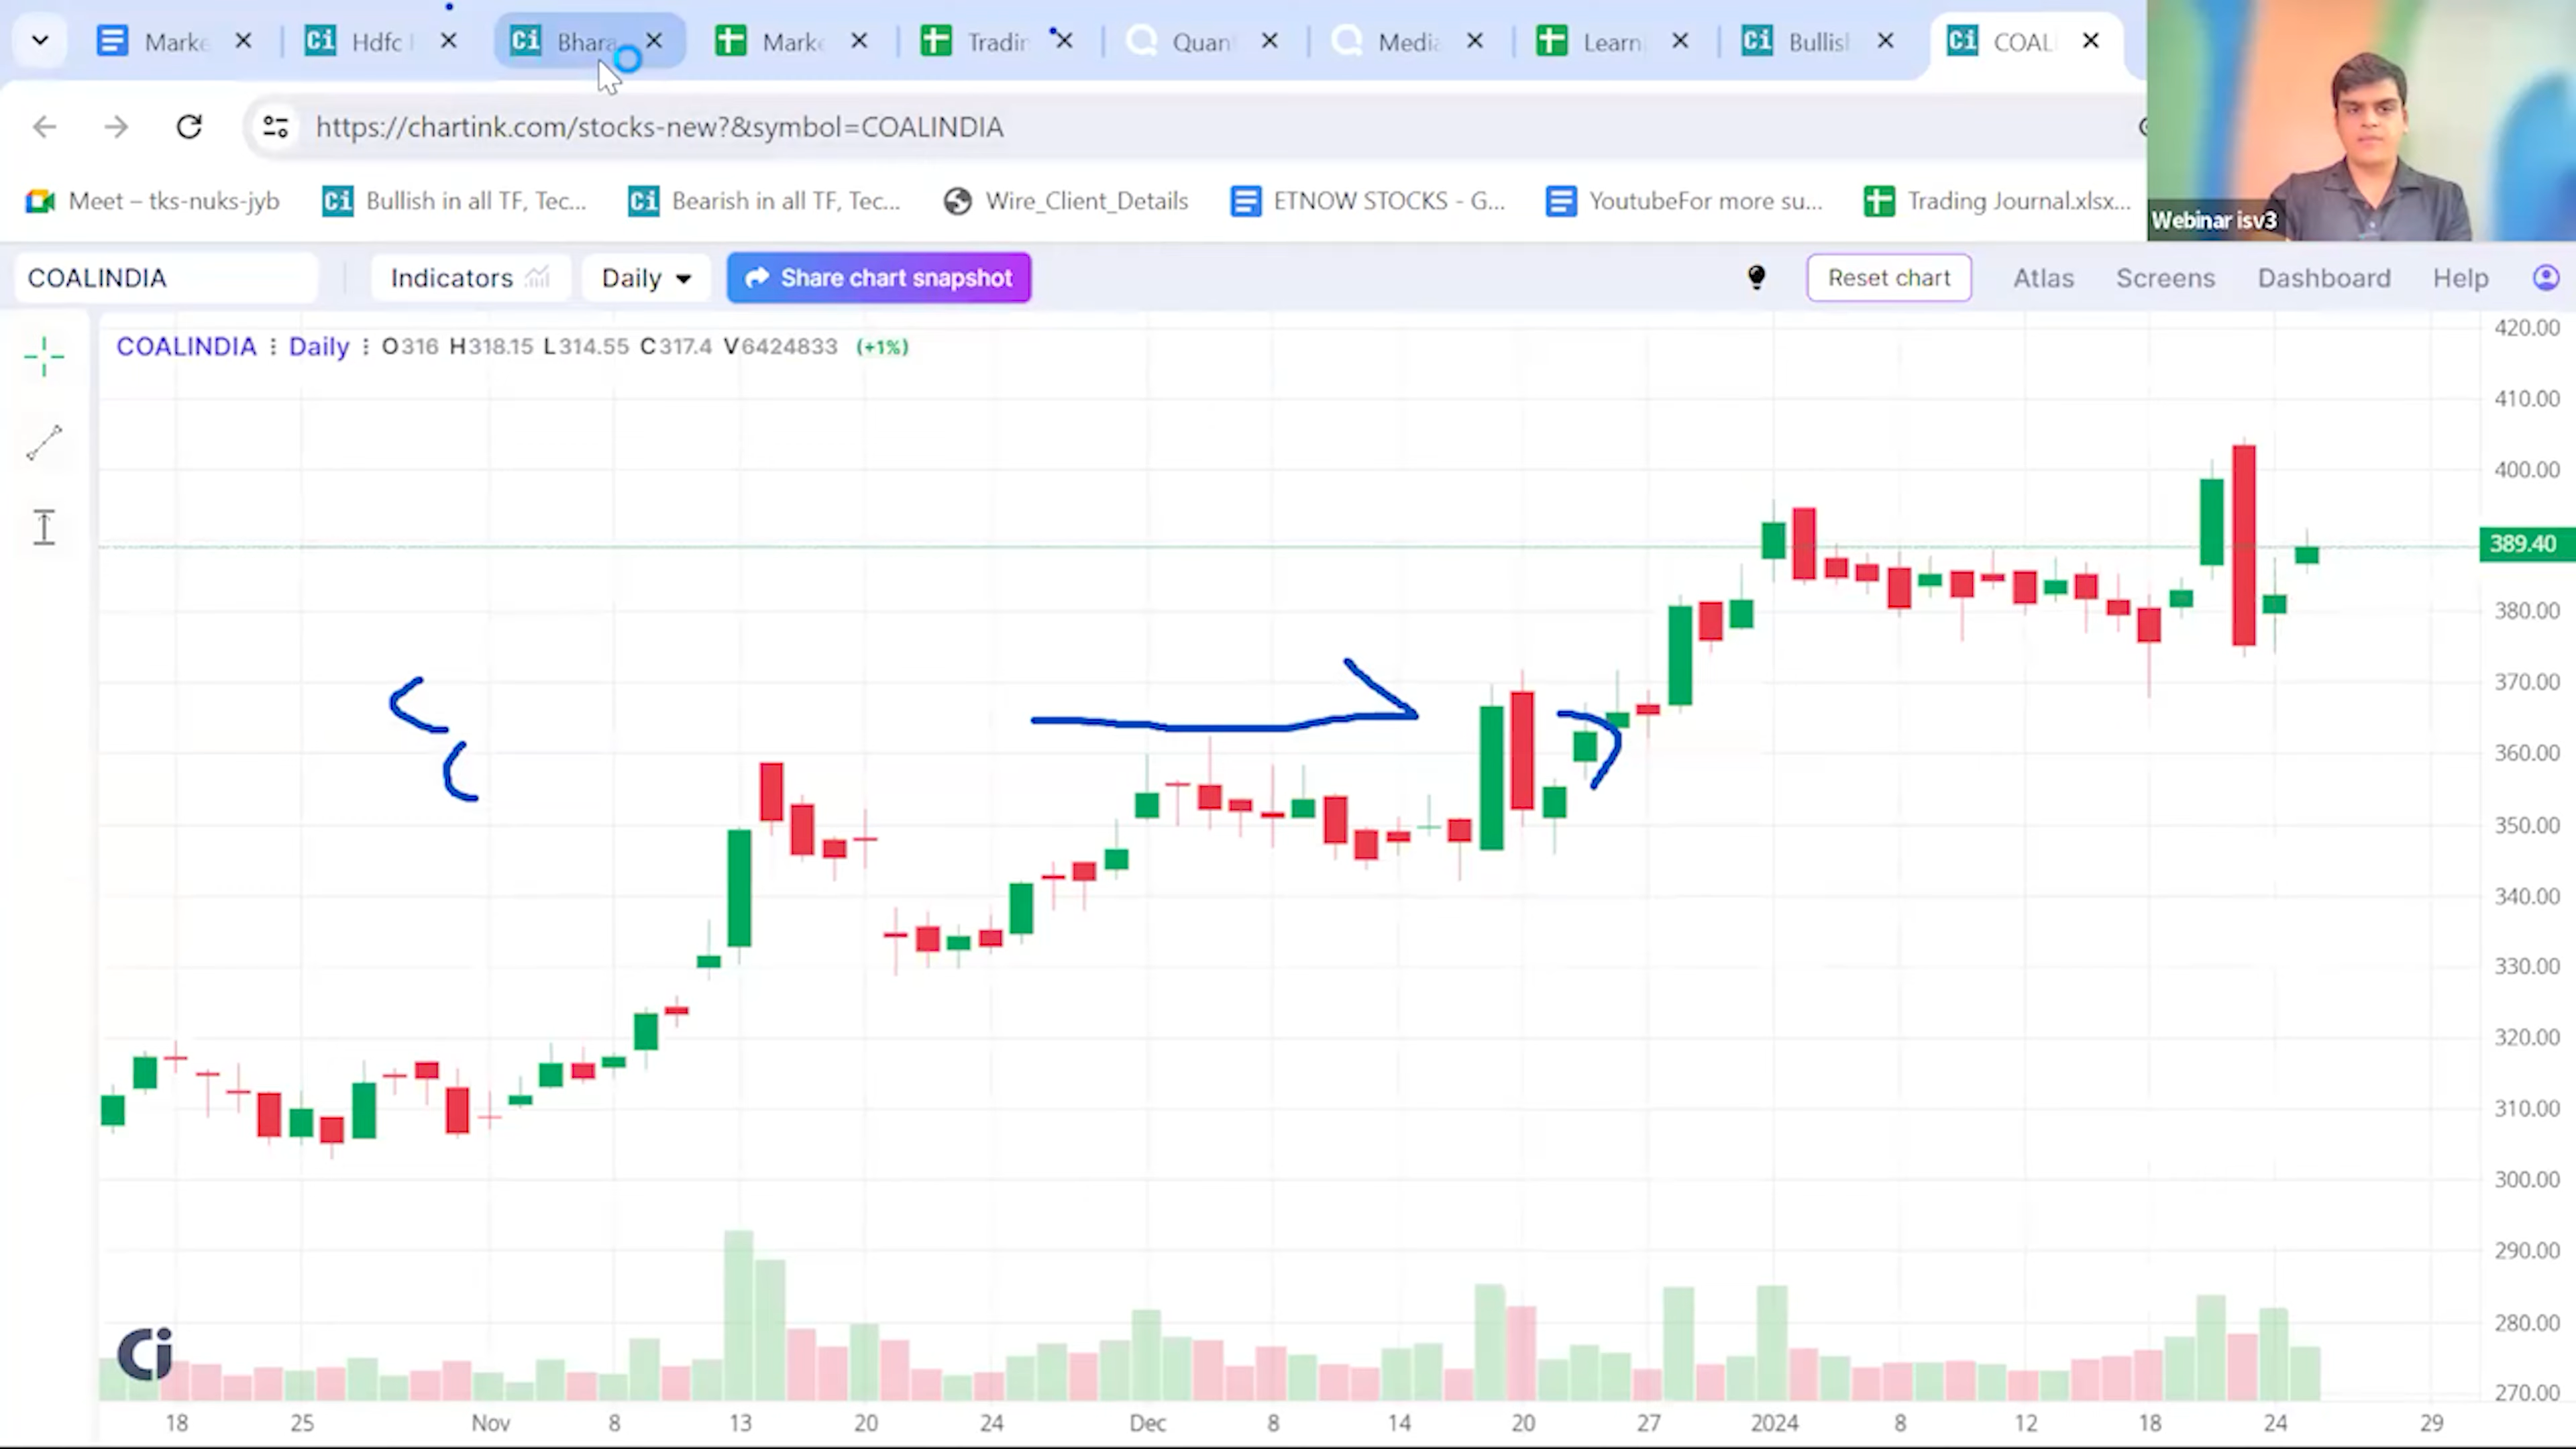 Marke
Hdfc
Bhara
Marke
Tradin
Quan
Media
Learn
Bullis
COAL
https://chartink.com/stocks-new?&symbol=COALINDIA
Meet – tks-nuks-jyb
Ci Bullish in all TF, Tec...
Ci Bearish in all TF, Tec...
Wire_Client_Details
ETNOW STOCKS - G...
YoutubeFor more su...
Trading Journal.xlsx...
Webinar isv3
COALINDIA
Indicators
Daily
Share chart snapshot
Reset chart
Atlas
Screens
Dashboard
Help
COALINDIA Daily O316 H318.15 L314.55 C317.4 V6424833 (+1%)
420.00
410.00
400.00
389.40
380.00
370.00
360.00
350.00
340.00
330.00
320.00
310.00
300.00
290.00
280.00
270.00
Ci
18 25 Nov 8 13 20 24 Dec 8 14 20 27 2024 8 12 18 24 29